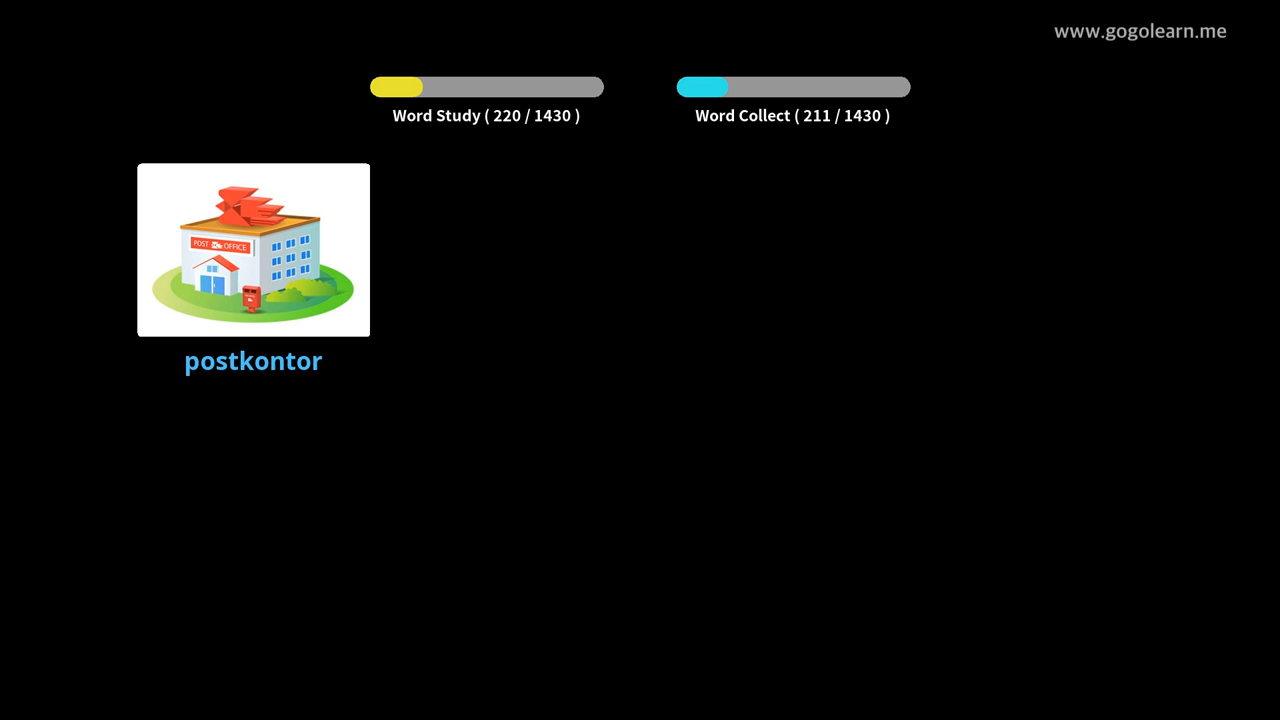 www.gogolearn.me
Word Study ( 220 / 1430 )
Word Collect ( 211 / 1430 )
POST OFFICE
postkontor